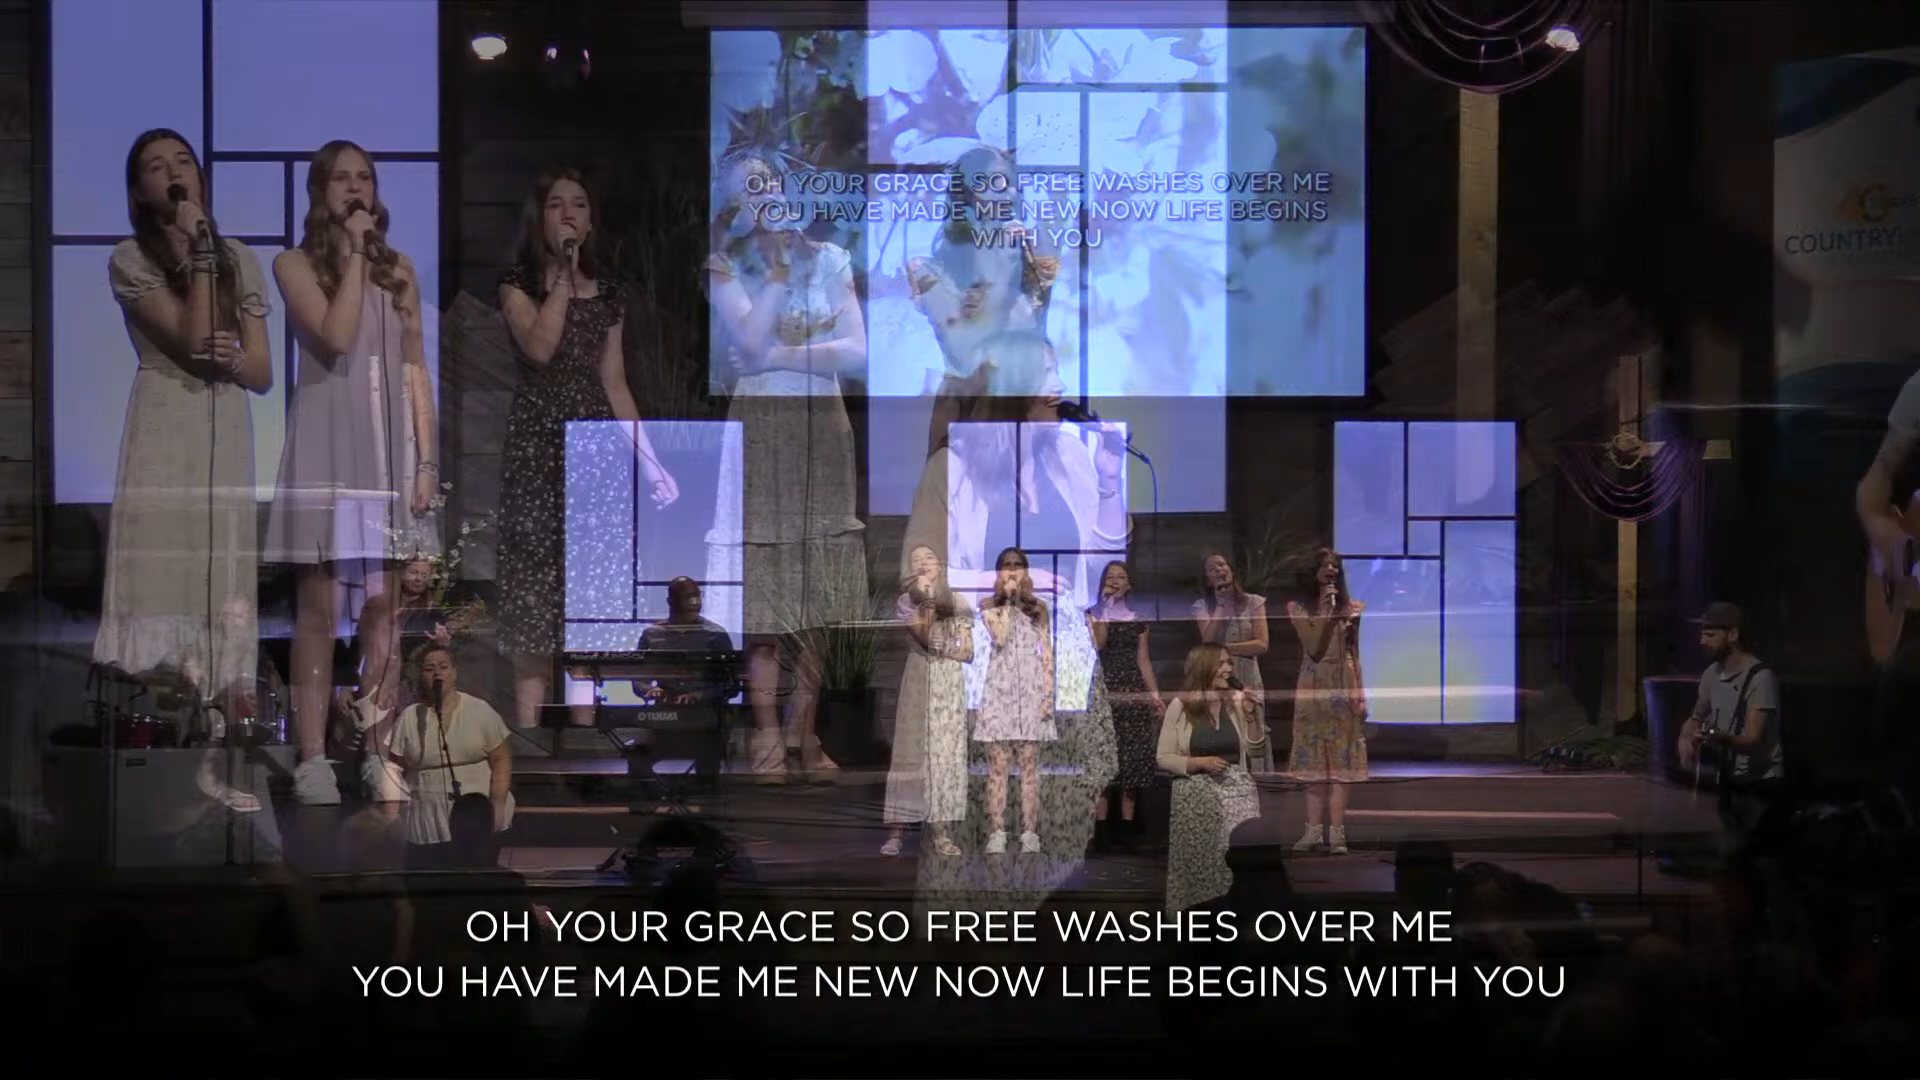 OH YOUR GRACE SO FREE WASHES OVER ME
YOU HAVE MADE ME NEW NOW LIFE BEGINS
WITH YOU
COUNTRY
YAMAHA
OH YOUR GRACE SO FREE WASHES OVER ME
YOU HAVE MADE ME NEW NOW LIFE BEGINS WITH YOU